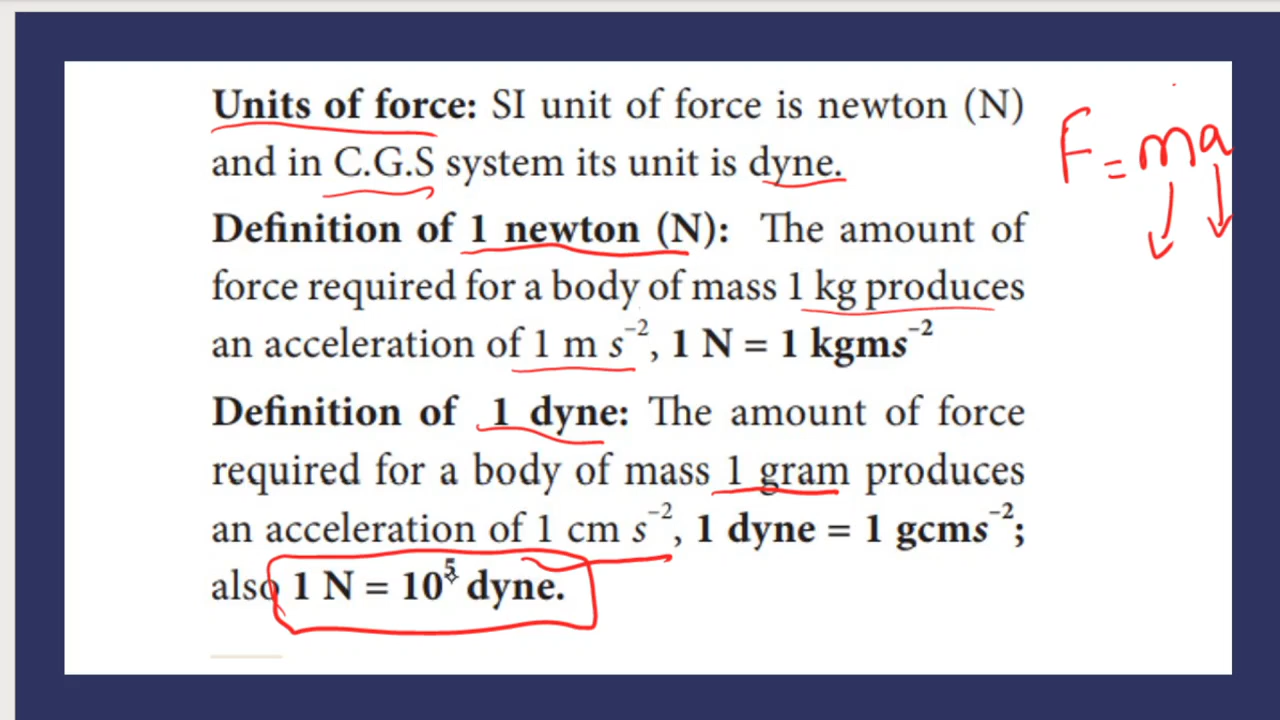 Units of force: SI unit of force is newton (N)
and in C.G.S system its unit is dyne.
Definition of 1 newton (N): The amount of
force required for a body of mass 1 kg produces
an acceleration of 1 m s⁻², 1 N = 1 kgms⁻²
Definition of 1 dyne: The amount of force
required for a body of mass 1 gram produces
an acceleration of 1 cm s⁻², 1 dyne = 1 gcms⁻²;
also 1 N = 10⁵ dyne.
F = ma